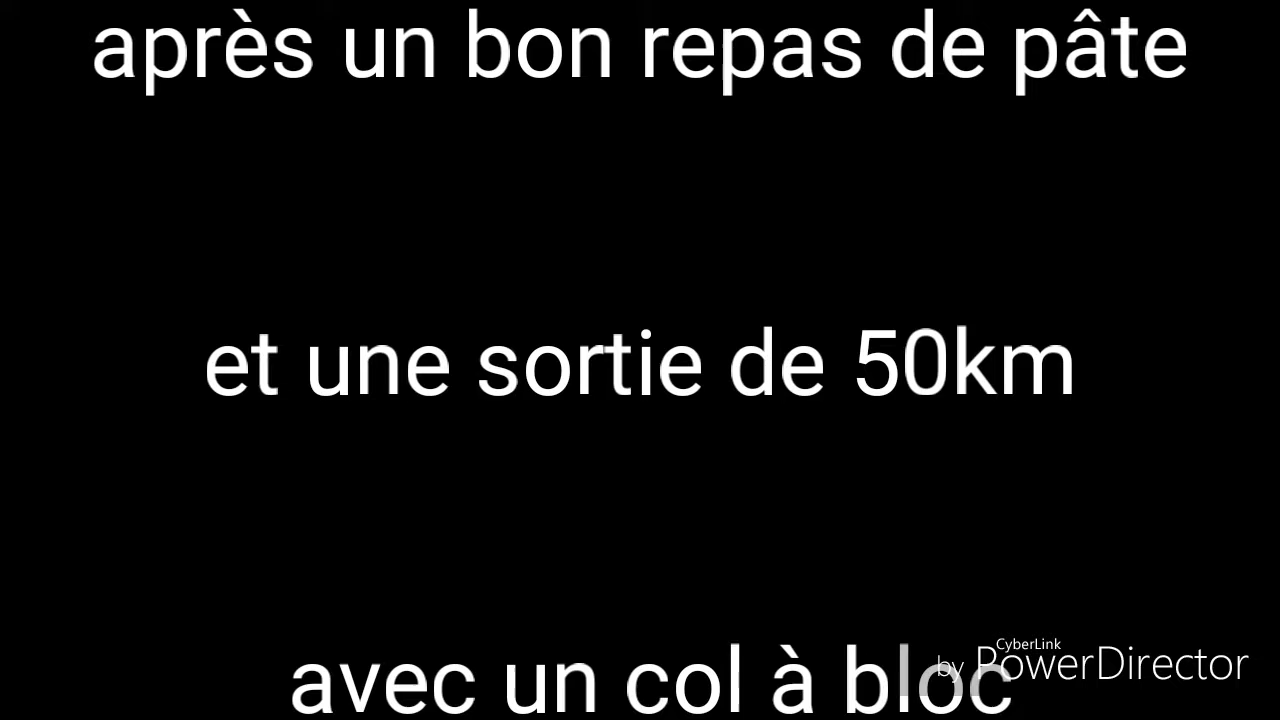 après un bon repas de pâte
et une sortie de 50km
avec un col à bloc
CyberLink
by PowerDirector